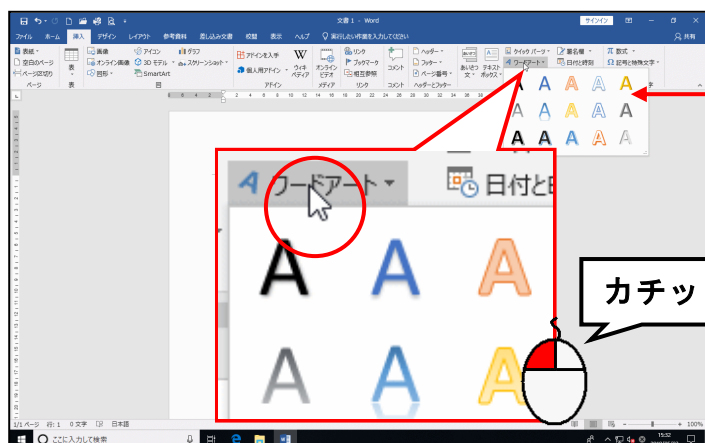 文書 1 - Word
サインイン
ファイル ホーム 挿入 デザイン レイアウト 参考資料 差し込み文書 校閲 表示 ヘルプ 実行したい作業を入力してください 共有
表紙
空白のページ
ページ区切り
ページ
表
表
画像
オンライン画像
図形
アイコン
3D モデル
SmartArt
グラフ
スクリーンショット
図
アドインを入手
個人用アドイン
アドイン
W
ウィキペディア
オンライン ビデオ
メディア
リンク
ブックマーク
相互参照
リンク
コメント
コメント
ヘッダー
フッター
ページ番号
ヘッダーとフッター
あいさつ文
テキスト ボックス
クイック パーツ
ワードアート
署名欄
日付と時刻
数式
記号と特殊文字
A A A A A
A A A A A
A A A A A
ワードアート
日付と
A A A
A A A
カチッ
1/1 ページ 行: 1 0 文字 日本語
100%
ここに入力して検索
15:32